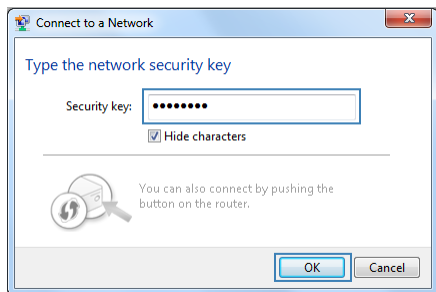 Connect to a Network
Type the network security key
Security key: ••••••••
Hide characters
You can also connect by pushing the
button on the router.
OK Cancel